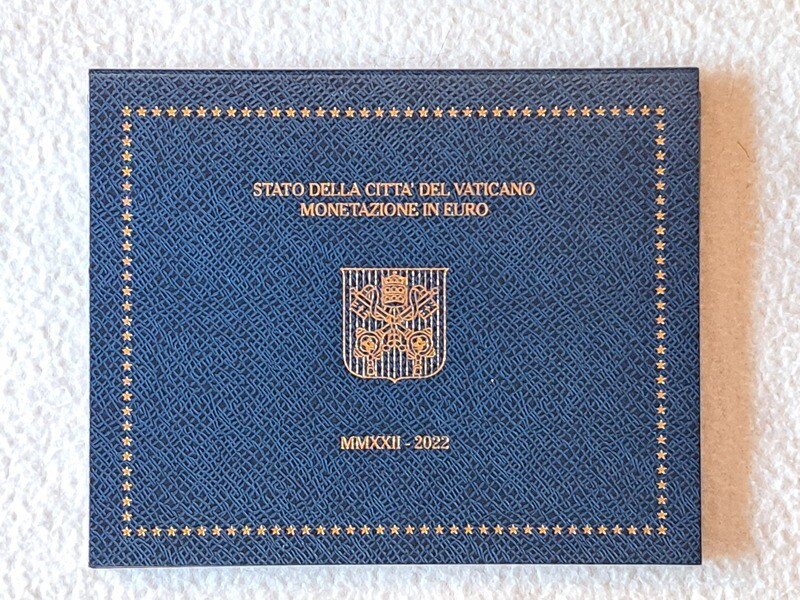 STATO DELLA CITTA' DEL VATICANO
MONETAZIONE IN EURO
MMXXII - 2022